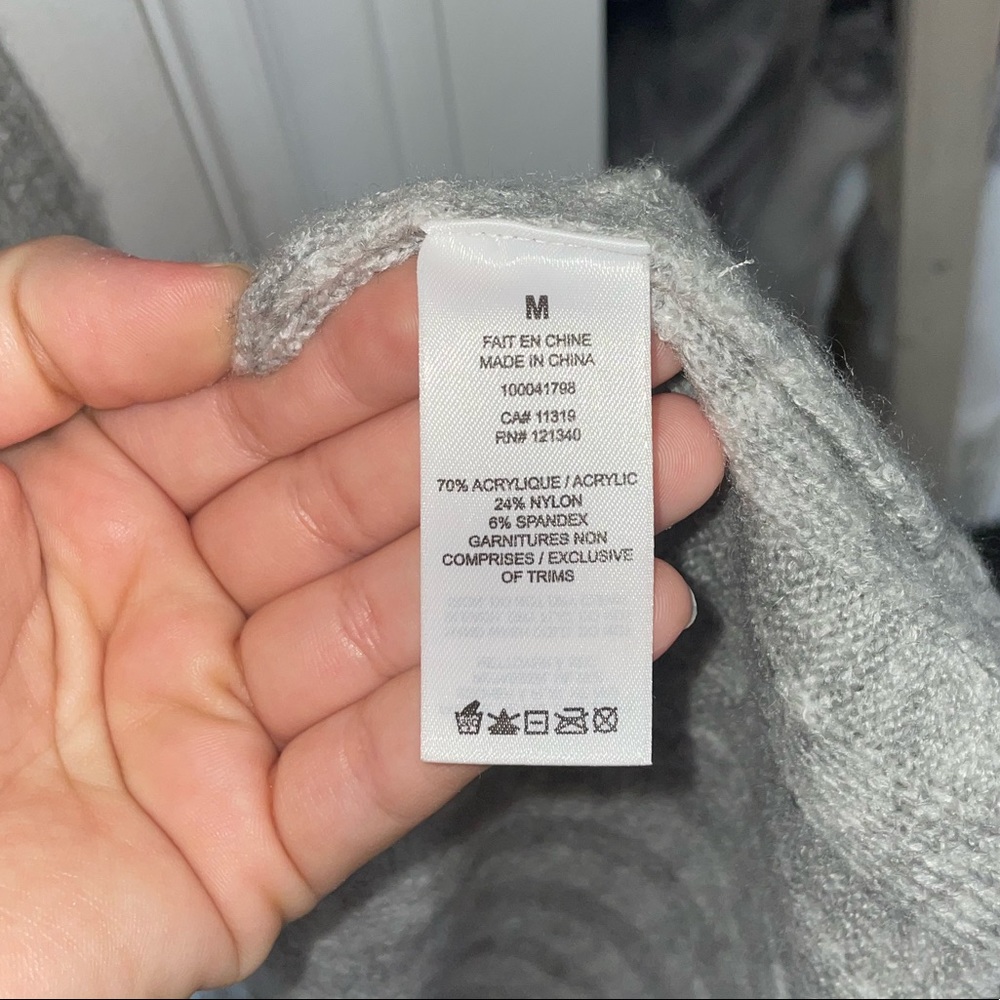 M
FAIT EN CHINE
MADE IN CHINA
100041798
CA# 11319
RN# 121340
70% ACRYLIQUE / ACRYLIC
24% NYLON
6% SPANDEX
GARNITURES NON
COMPRISES / EXCLUSIVE
OF TRIMS